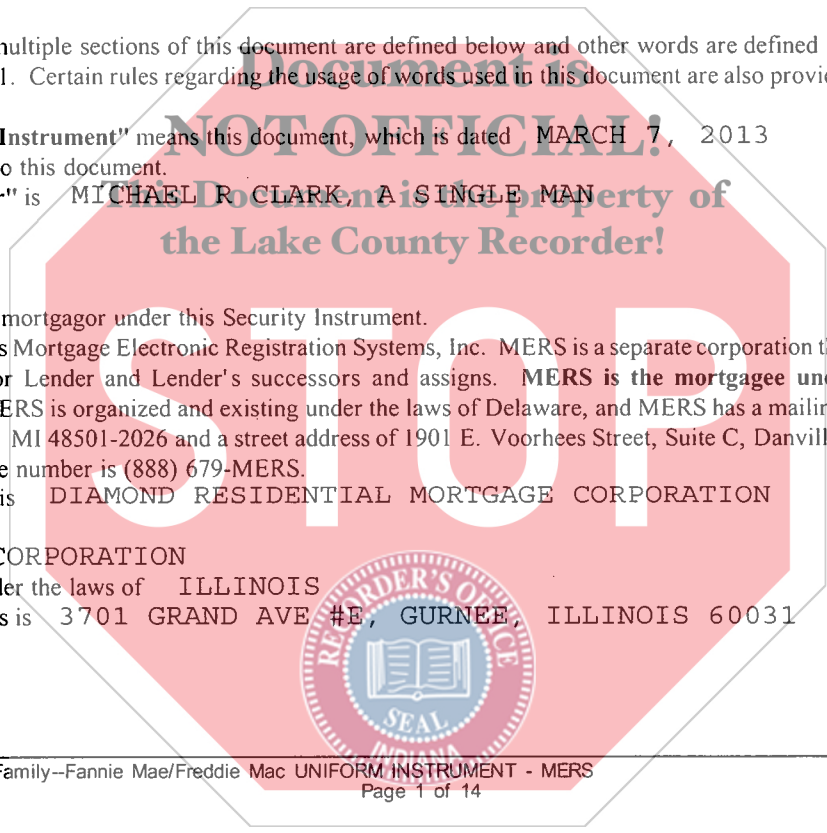 multiple sections of this document are defined below and other words are defined
1. Certain rules regarding the usage of words used in this document are also provid
Document is
Instrument" means this document, which is dated MARCH 7, 2013
NOT OFFICIAL!
o this document.
r" is MICHAEL R CLARK, A SINGLE MAN
This Document is the property of
the Lake County Recorder!
mortgagor under this Security Instrument.
s Mortgage Electronic Registration Systems, Inc. MERS is a separate corporation th
or Lender and Lender's successors and assigns. MERS is the mortgagee und
ERS is organized and existing under the laws of Delaware, and MERS has a mailin
MI 48501-2026 and a street address of 1901 E. Voorhees Street, Suite C, Danvill
e number is (888) 679-MERS.
is DIAMOND RESIDENTIAL MORTGAGE CORPORATION
STOP
CORPORATION
der the laws of ILLINOIS
s is 3701 GRAND AVE #E, GURNEE, ILLINOIS 60031
RECORDER'S OFFICE
SEAL
INDIANA
Family--Fannie Mae/Freddie Mac UNIFORM INSTRUMENT - MERS
Page 1 of 14